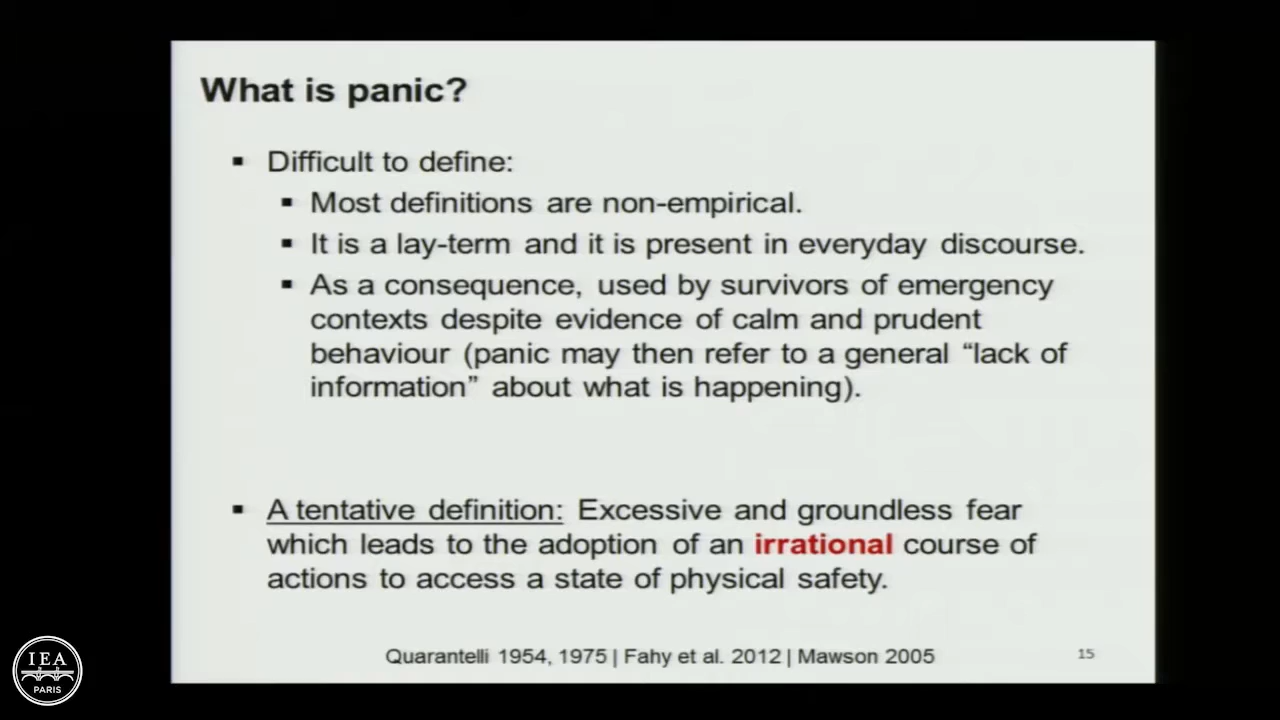 What is panic?
▪ Difficult to define:
▪ Most definitions are non-empirical.
▪ It is a lay-term and it is present in everyday discourse.
▪ As a consequence, used by survivors of emergency
contexts despite evidence of calm and prudent
behaviour (panic may then refer to a general “lack of
information” about what is happening).
▪ A tentative definition: Excessive and groundless fear
which leads to the adoption of an irrational course of
actions to access a state of physical safety.
Quarantelli 1954, 1975 | Fahy et al. 2012 | Mawson 2005
15
IEA
PARIS